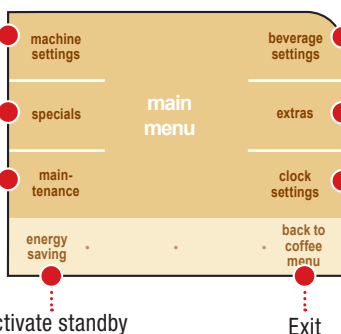 machine
settings
beverage
settings
specials
main
menu
extras
main-
tenance
clock
settings
energy
saving
back to
coffee
menu
standby
Exit